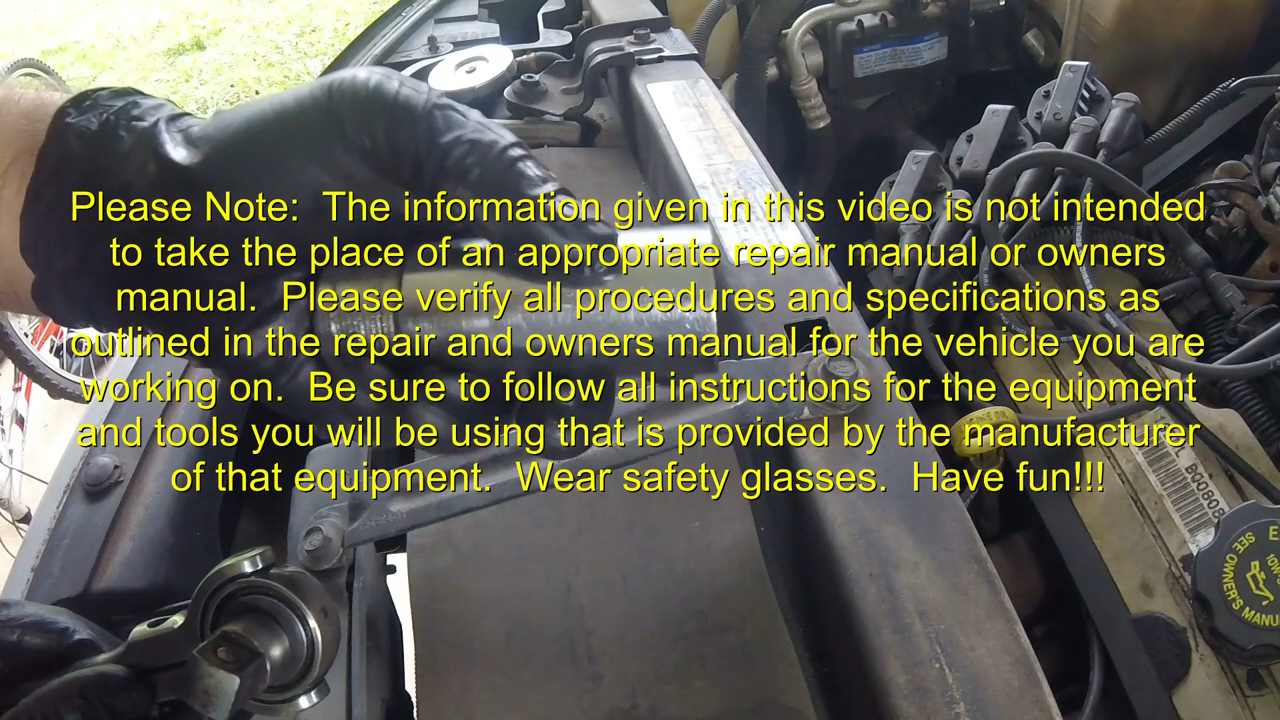 Please Note:  The information given in this video is not intended
to take the place of an appropriate repair manual or owners
manual.  Please verify all procedures and specifications as
outlined in the repair and owners manual for the vehicle you are
working on.  Be sure to follow all instructions for the equipment
and tools you will be using that is provided by the manufacturer
of that equipment.  Wear safety glasses.  Have fun!!!
SEE OWNER'S MANU